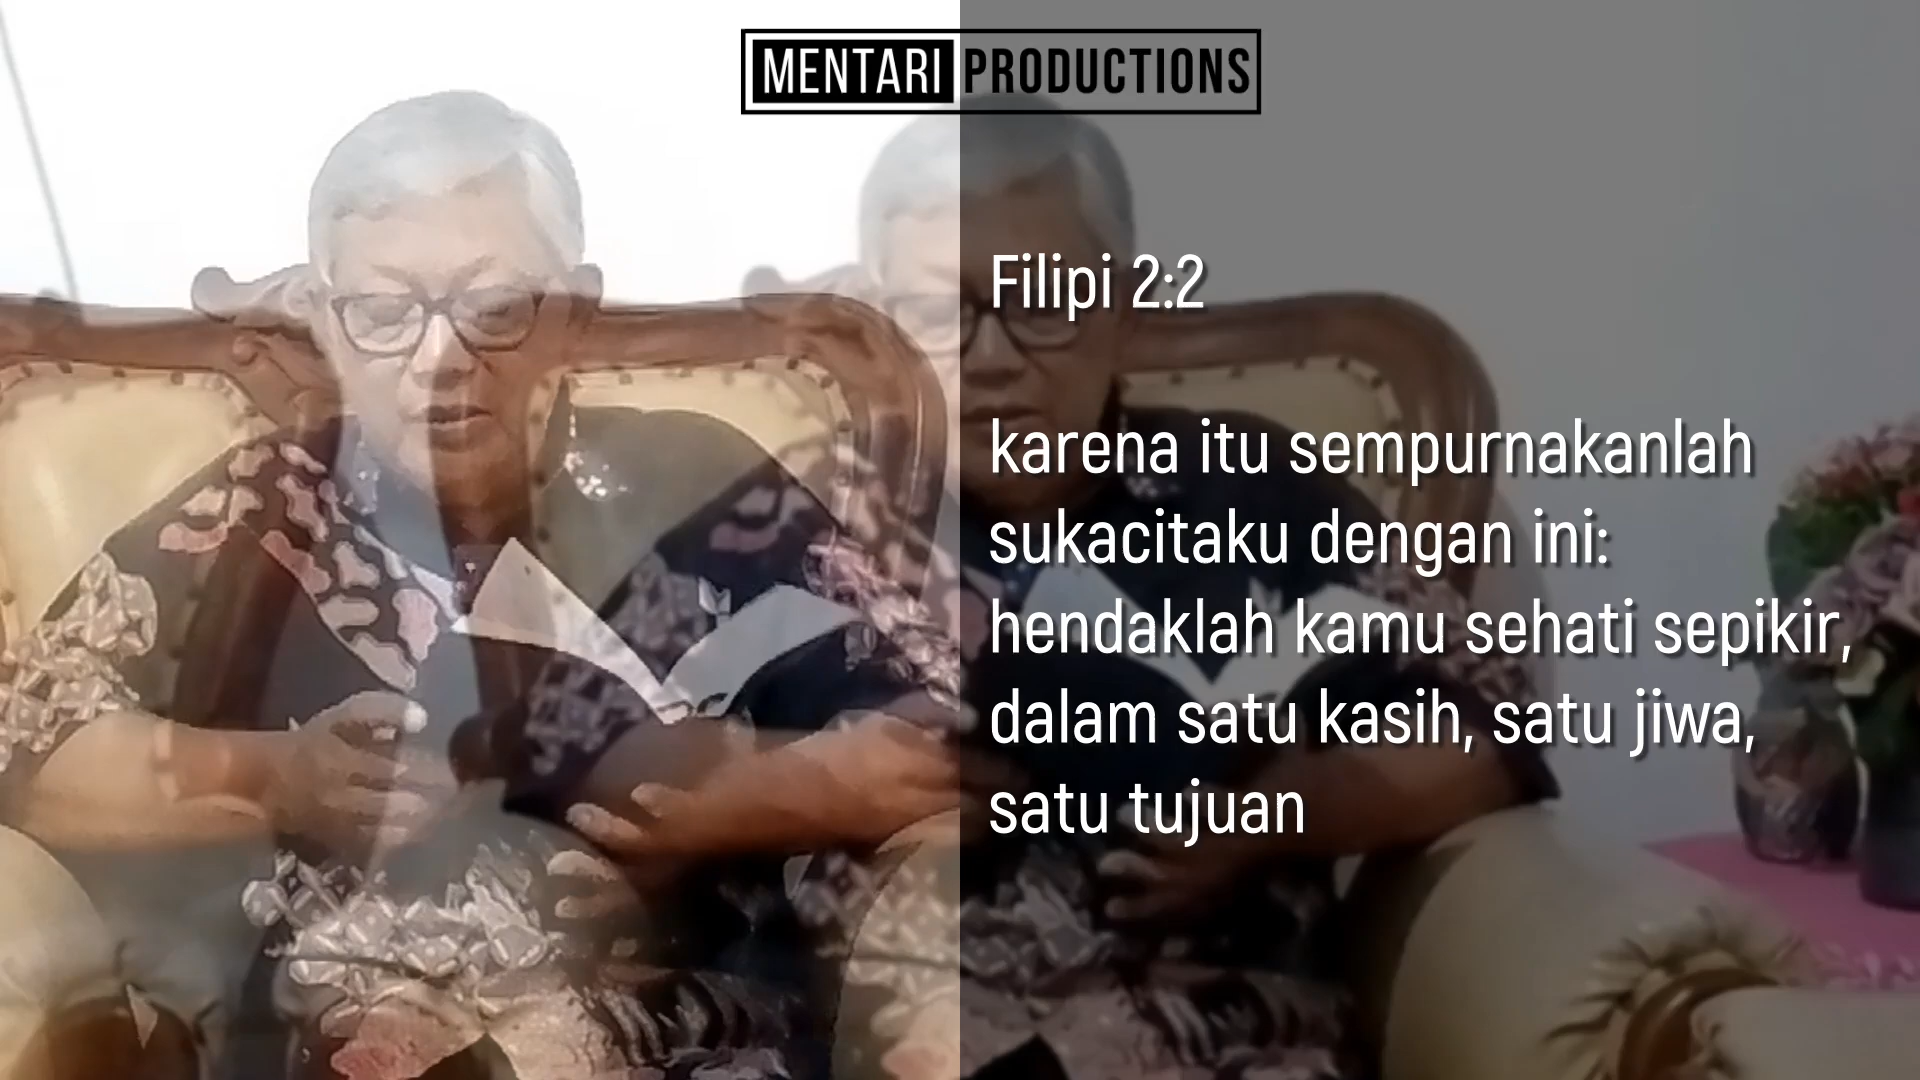 MENTARI PRODUCTIONS
Filipi 2:2
karena itu sempurnakanlah
sukacitaku dengan ini:
hendaklah kamu sehati sepikir,
dalam satu kasih, satu jiwa,
satu tujuan